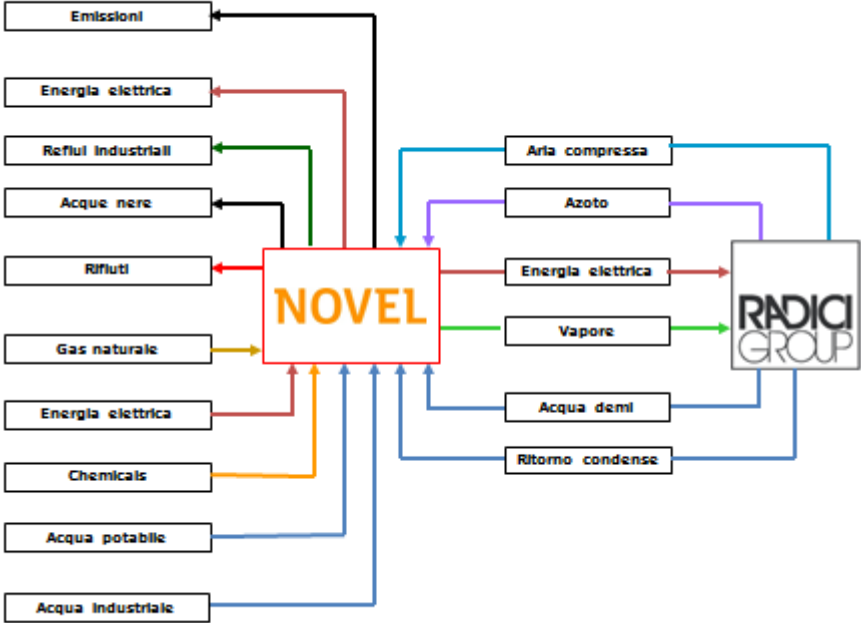 Emissioni
Energia elettrica
Reflui industriali
Acque nere
Rifiuti
Gas naturale
Energia elettrica
Chemicals
Acqua potabile
Acqua industriale
NOVEL
Aria compressa
Azoto
Energia elettrica
Vapore
Acqua demi
Ritorno condense
RADICI
GROUP